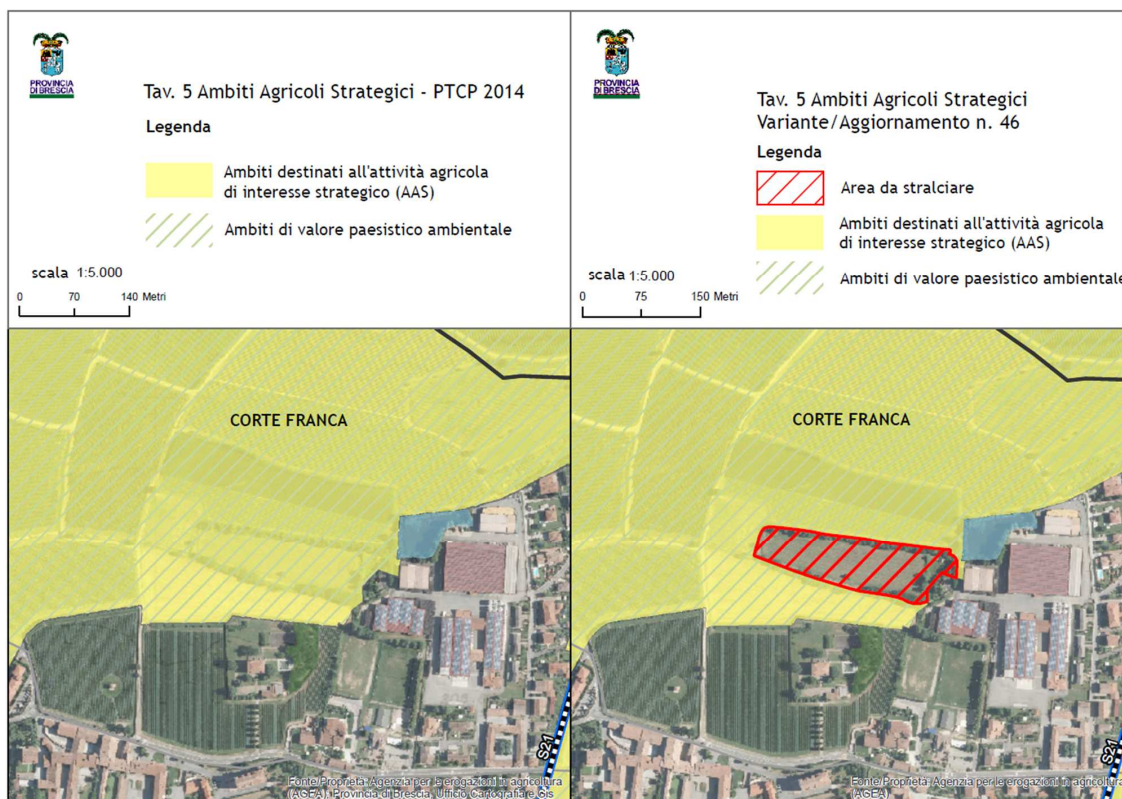 PROVINCIA
DI BRESCIA
Tav. 5 Ambiti Agricoli Strategici - PTCP 2014
Legenda
Ambiti destinati all'attività agricola
di interesse strategico (AAS)
Ambiti di valore paesistico ambientale
scala 1:5.000
0 70 140 Metri
CORTE FRANCA
S21
Fonte/Proprietà: Agenzia per le erogazioni in agricoltura
(AGEA), Provincia di Brescia, Ufficio Cartografia e Gis
PROVINCIA
DI BRESCIA
Tav. 5 Ambiti Agricoli Strategici
Variante/Aggiornamento n. 46
Legenda
Area da stralciare
Ambiti destinati all'attività agricola
di interesse strategico (AAS)
Ambiti di valore paesistico ambientale
scala 1:5.000
0 75 150 Metri
CORTE FRANCA
S21
Fonte/Proprietà: Agenzia per le erogazioni in agricoltura
(AGEA)